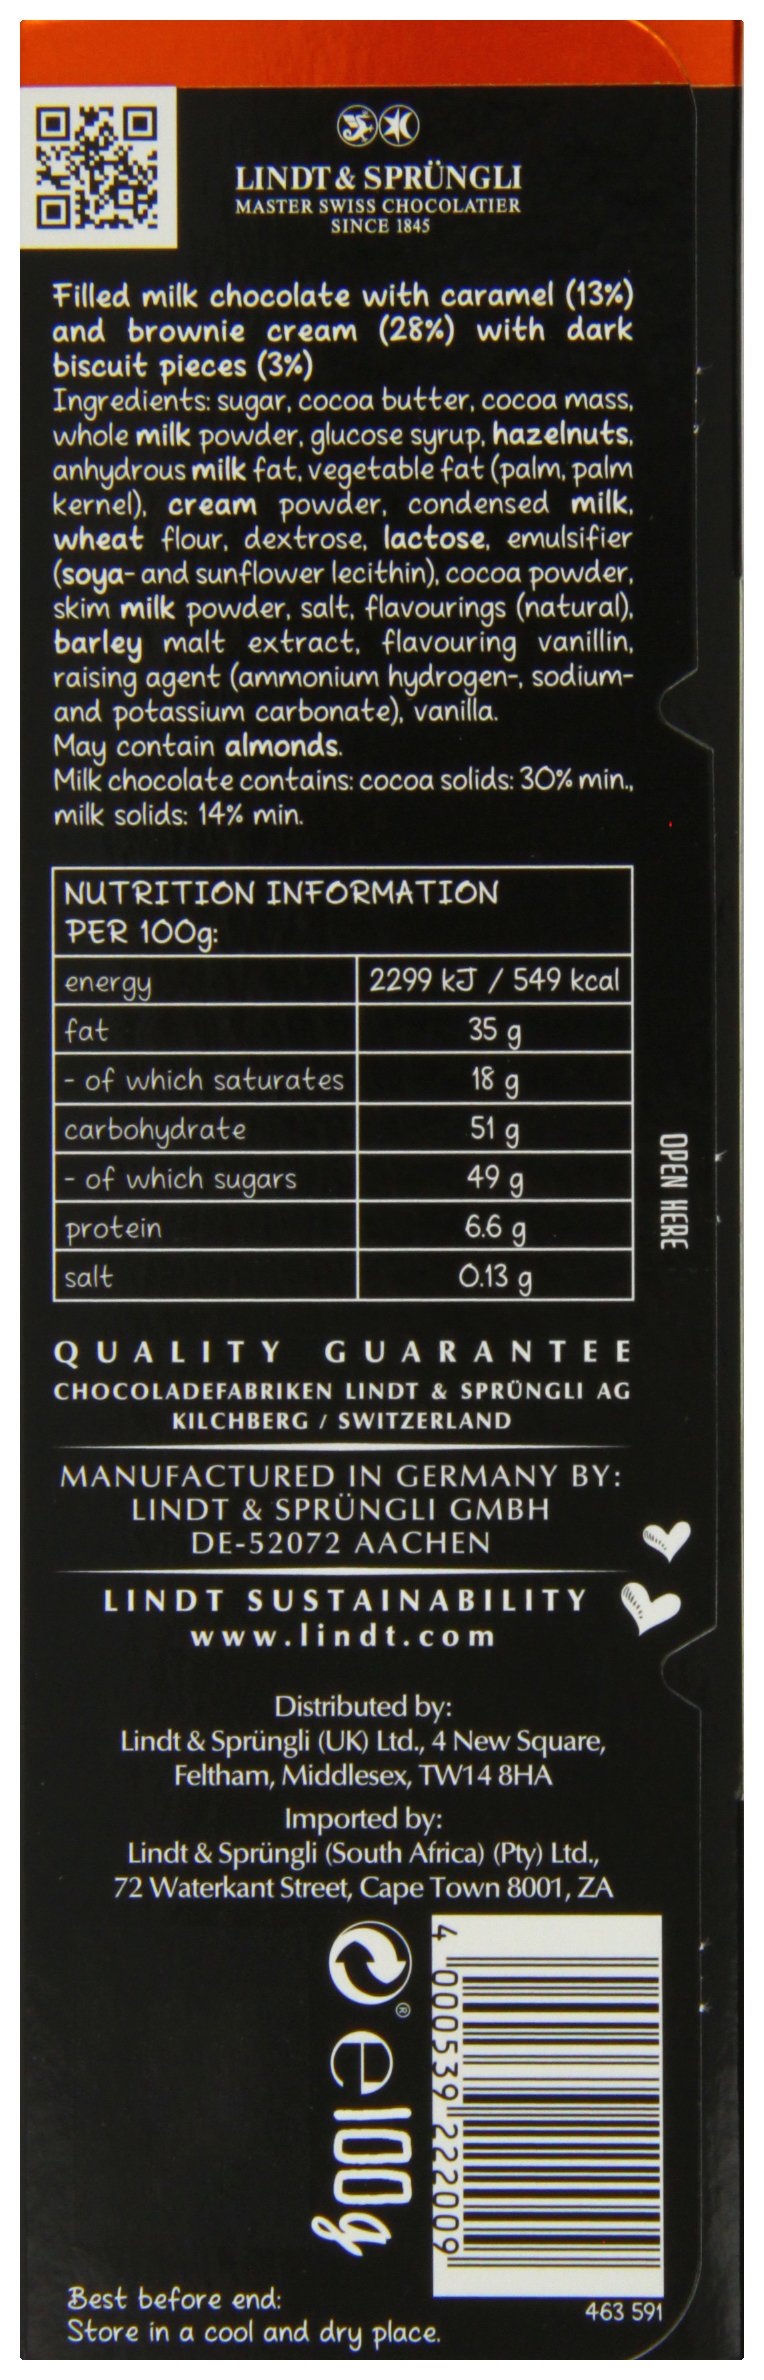 LINDT & SPRÜNGLI
MASTER SWISS CHOCOLATIER
SINCE 1845
Filled milk chocolate with caramel (13%)
and brownie cream (28%) with dark
biscuit pieces (3%)
Ingredients: sugar, cocoa butter, cocoa mass,
whole milk powder, glucose syrup, hazelnuts,
anhydrous milk fat, vegetable fat (palm, palm
kernel), cream powder, condensed milk,
wheat flour, dextrose, lactose, emulsifier
(soya- and sunflower lecithin), cocoa powder,
skim milk powder, salt, flavourings (natural),
barley malt extract, flavouring vanillin,
raising agent (ammonium hydrogen-, sodium-
and potassium carbonate), vanilla.
May contain almonds.
Milk chocolate contains: cocoa solids: 30% min.,
milk solids: 14% min.
NUTRITION INFORMATION
PER 100g:
energy 2299 kJ / 549 kcal
fat 35 g
- of which saturates 18 g
carbohydrate 51 g
- of which sugars 49 g
protein 6.6 g
salt 0.13 g
OPEN HERE
QUALITY GUARANTEE
CHOCOLADEFABRIKEN LINDT & SPRÜNGLI AG
KILCHBERG / SWITZERLAND
MANUFACTURED IN GERMANY BY:
LINDT & SPRÜNGLI GMBH
DE-52072 AACHEN
LINDT SUSTAINABILITY
www.lindt.com
Distributed by:
Lindt & Sprüngli (UK) Ltd., 4 New Square,
Feltham, Middlesex, TW14 8HA
Imported by:
Lindt & Sprüngli (South Africa) (Pty) Ltd.,
72 Waterkant Street, Cape Town 8001, ZA
®
e100g
4 000539 222009
463 591
Best before end:
Store in a cool and dry place.